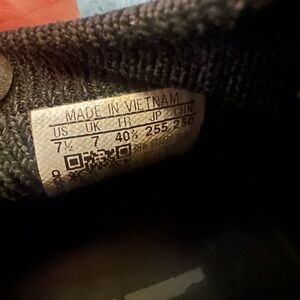 MADE IN VIETNAM
US UK FR JP CHN
7½ 7 40⅔ 255 250